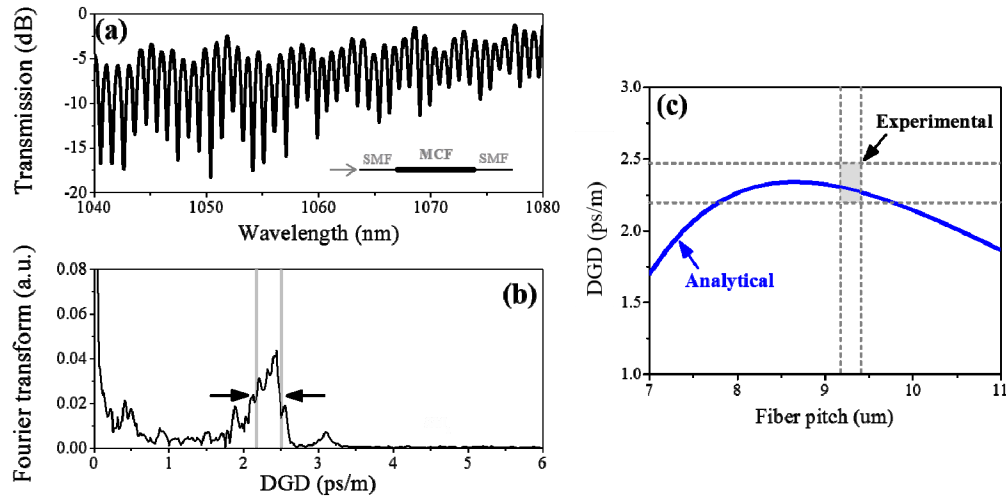 (a)
Transmission (dB)
0
-5
-10
-15
-20
SMF MCF SMF
1040 1050 1060 1070 1080
Wavelength (nm)
(b)
Fourier transform (a.u.)
0.08
0.06
0.04
0.02
0.00
0 1 2 3 4 5 6
DGD (ps/m)
(c)
Experimental
Analytical
DGD (ps/m)
3.0
2.5
2.0
1.5
1.0
7 8 9 10 11
Fiber pitch (um)